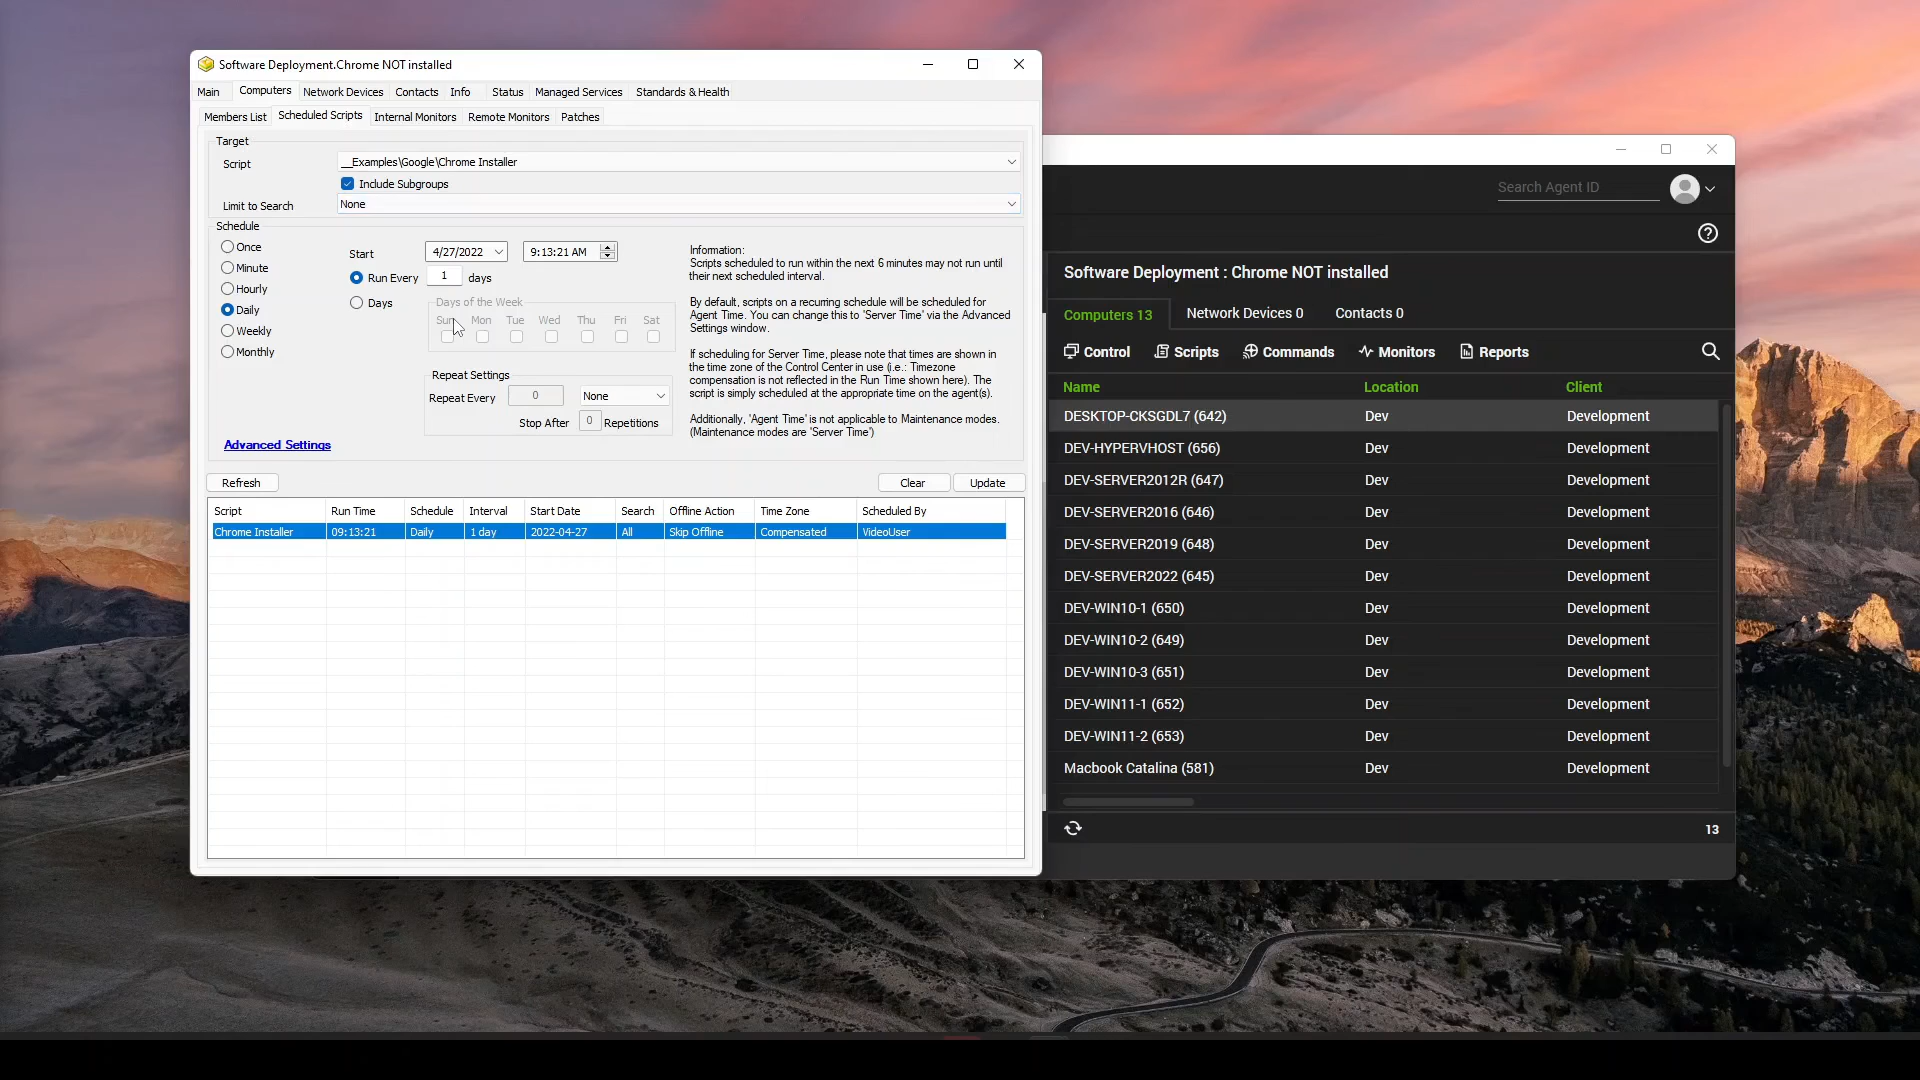 Software Deployment.Chrome NOT installed
Main Computers Network Devices Contacts Info Status Managed Services Standards & Health
Members List Scheduled Scripts Internal Monitors Remote Monitors Patches
Target
Script __Examples\Google\Chrome Installer
Include Subgroups
Limit to Search None
Schedule
Once
Minute
Hourly
Daily
Weekly
Monthly
Advanced Settings
Start 4/27/2022 9:13:21 AM
Run Every 1 days
Days
Days of the Week
Sun Mon Tue Wed Thu Fri Sat
Repeat Settings
Repeat Every 0 None
Stop After 0 Repetitions
Information:
Scripts scheduled to run within the next 6 minutes may not run until
their next scheduled interval.
By default, scripts on a recurring schedule will be scheduled for
Agent Time. You can change this to 'Server Time' via the Advanced
Settings window.
If scheduling for Server Time, please note that times are shown in
the time zone of the Control Center in use (i.e.: Timezone
compensation is not reflected in the Run Time shown here). The
script is simply scheduled at the appropriate time on the agent(s).
Additionally, 'Agent Time' is not applicable to Maintenance modes.
(Maintenance modes are 'Server Time')
Refresh Clear Update
Script Run Time Schedule Interval Start Date Search Offline Action Time Zone Scheduled By
Chrome Installer 09:13:21 Daily 1 day 2022-04-27 All Skip Offline Compensated VideoUser
Search Agent ID
Software Deployment : Chrome NOT installed
Computers 13 Network Devices 0 Contacts 0
Control Scripts Commands Monitors Reports
Name Location Client
DESKTOP-CKSGDL7 (642) Dev Development
DEV-HYPERVHOST (656) Dev Development
DEV-SERVER2012R (647) Dev Development
DEV-SERVER2016 (646) Dev Development
DEV-SERVER2019 (648) Dev Development
DEV-SERVER2022 (645) Dev Development
DEV-WIN10-1 (650) Dev Development
DEV-WIN10-2 (649) Dev Development
DEV-WIN10-3 (651) Dev Development
DEV-WIN11-1 (652) Dev Development
DEV-WIN11-2 (653) Dev Development
Macbook Catalina (581) Dev Development
13